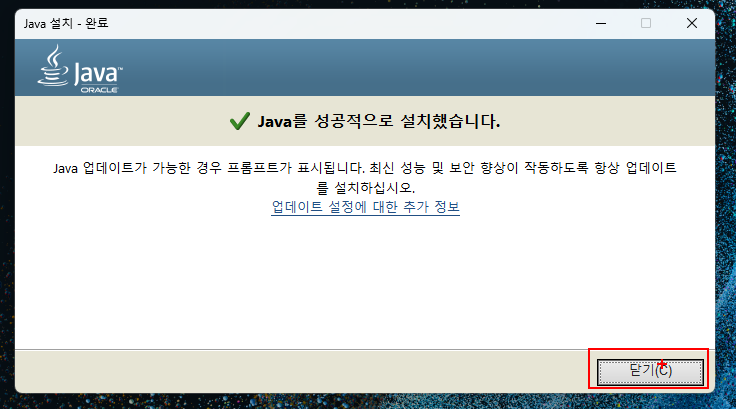 Java 설치 - 완료
Java™
ORACLE
Java를 성공적으로 설치했습니다.
Java 업데이트가 가능한 경우 프롬프트가 표시됩니다. 최신 성능 및 보안 향상이 작동하도록 항상 업데이트
를 설치하십시오.
업데이트 설정에 대한 추가 정보
닫기(C)